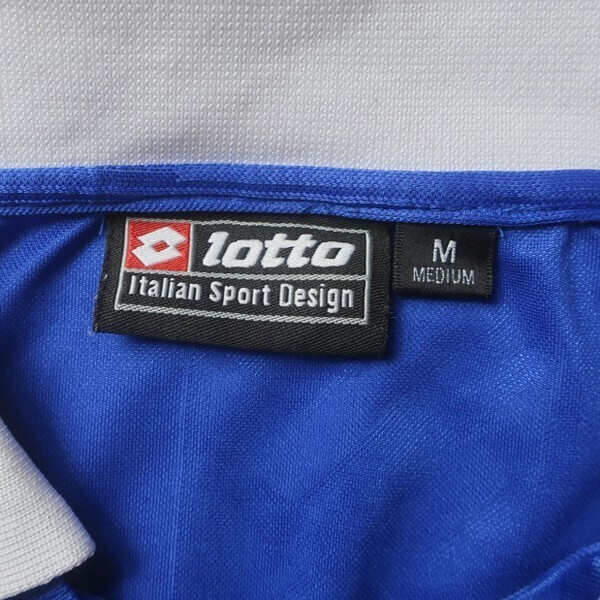 lotto
Italian Sport Design
M
MEDIUM